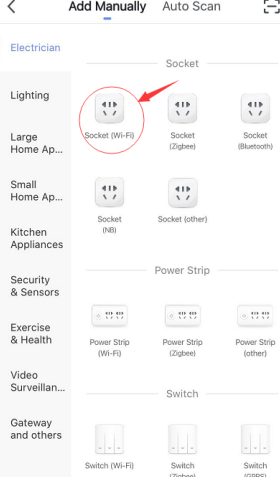 Add Manually Auto Scan
Electrician
Lighting
Large
Home Ap...
Small
Home Ap...
Kitchen
Appliances
Security
& Sensors
Exercise
& Health
Video
Surveillan...
Gateway
and others
Socket
Socket (Wi-Fi)
Socket
(Zigbee)
Socket
(Bluetooth)
Socket
(NB)
Socket (other)
Power Strip
Power Strip
(Wi-Fi)
Power Strip
(Zigbee)
Power Strip
(other)
Switch
Switch (Wi-Fi)
Switch
(Zigbee)
Switch
(GPRS)